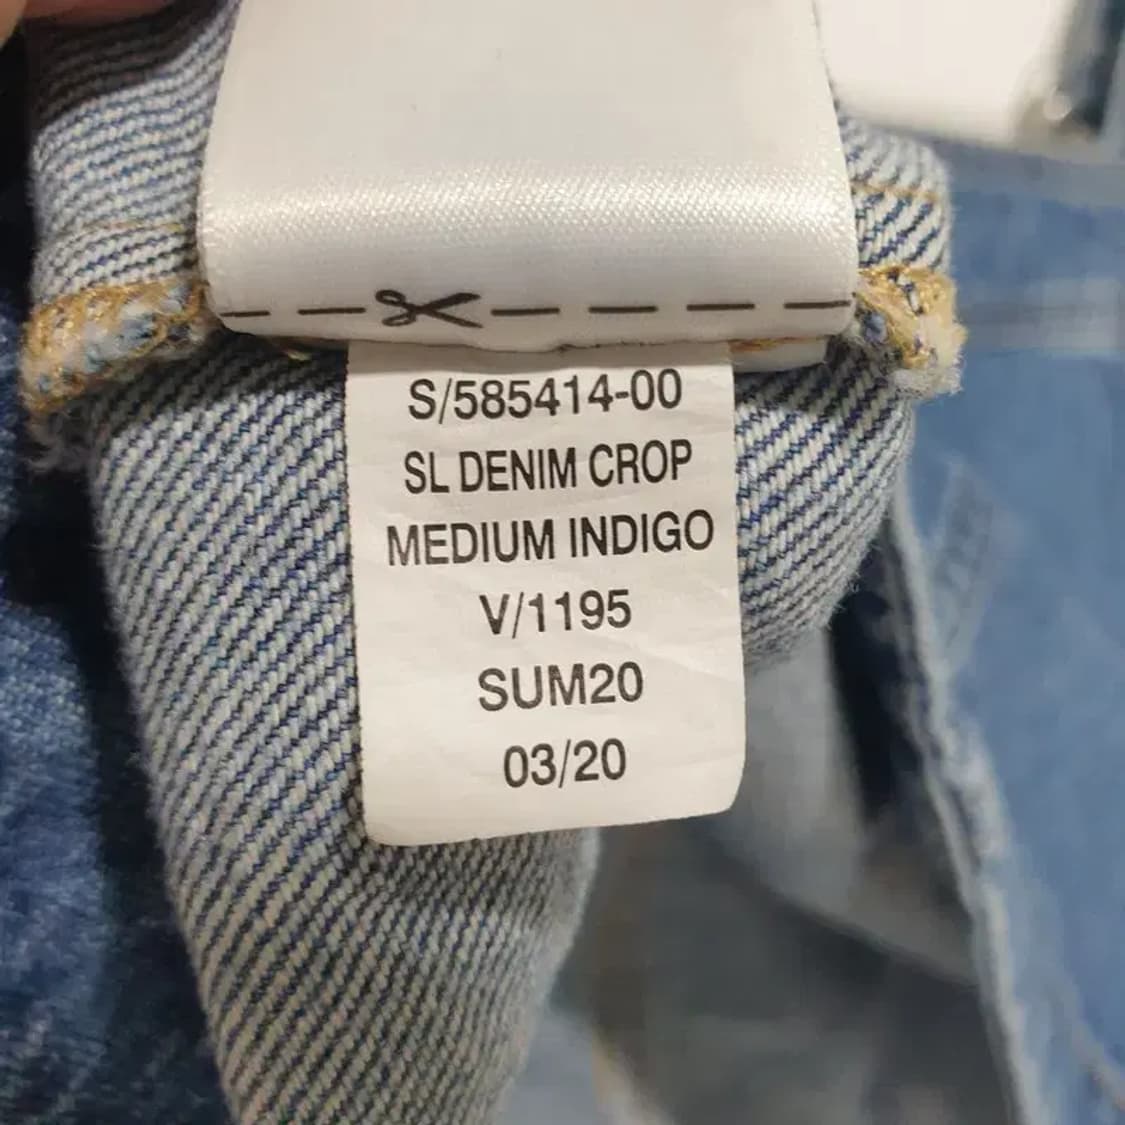 S/585414-00
SL DENIM CROP
MEDIUM INDIGO
V/1195
SUM20
03/20